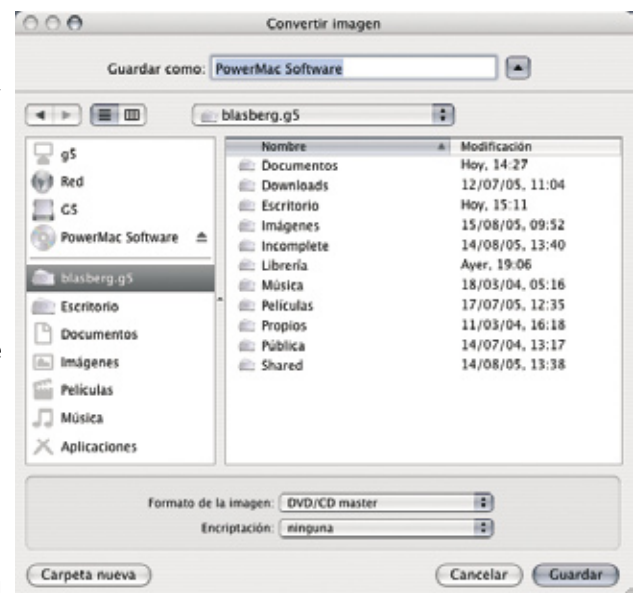 Convertir imagen
Guardar como: PowerMac Software
blasberg.g5
g5
Red
G5
PowerMac Software
blasberg.g5
Escritorio
Documentos
Imágenes
Películas
Música
Aplicaciones
Nombre Modificación
Documentos Hoy, 14:27
Downloads 12/07/05, 11:04
Escritorio Hoy, 15:11
Imágenes 15/08/05, 09:52
Incomplete 14/08/05, 13:40
Librería Ayer, 19:06
Música 18/03/04, 05:16
Películas 17/07/05, 12:35
Propios 11/03/04, 16:18
Pública 14/07/04, 13:17
Shared 14/08/05, 13:38
Formato de la imagen: DVD/CD master
Encriptación: ninguna
Carpeta nueva Cancelar Guardar